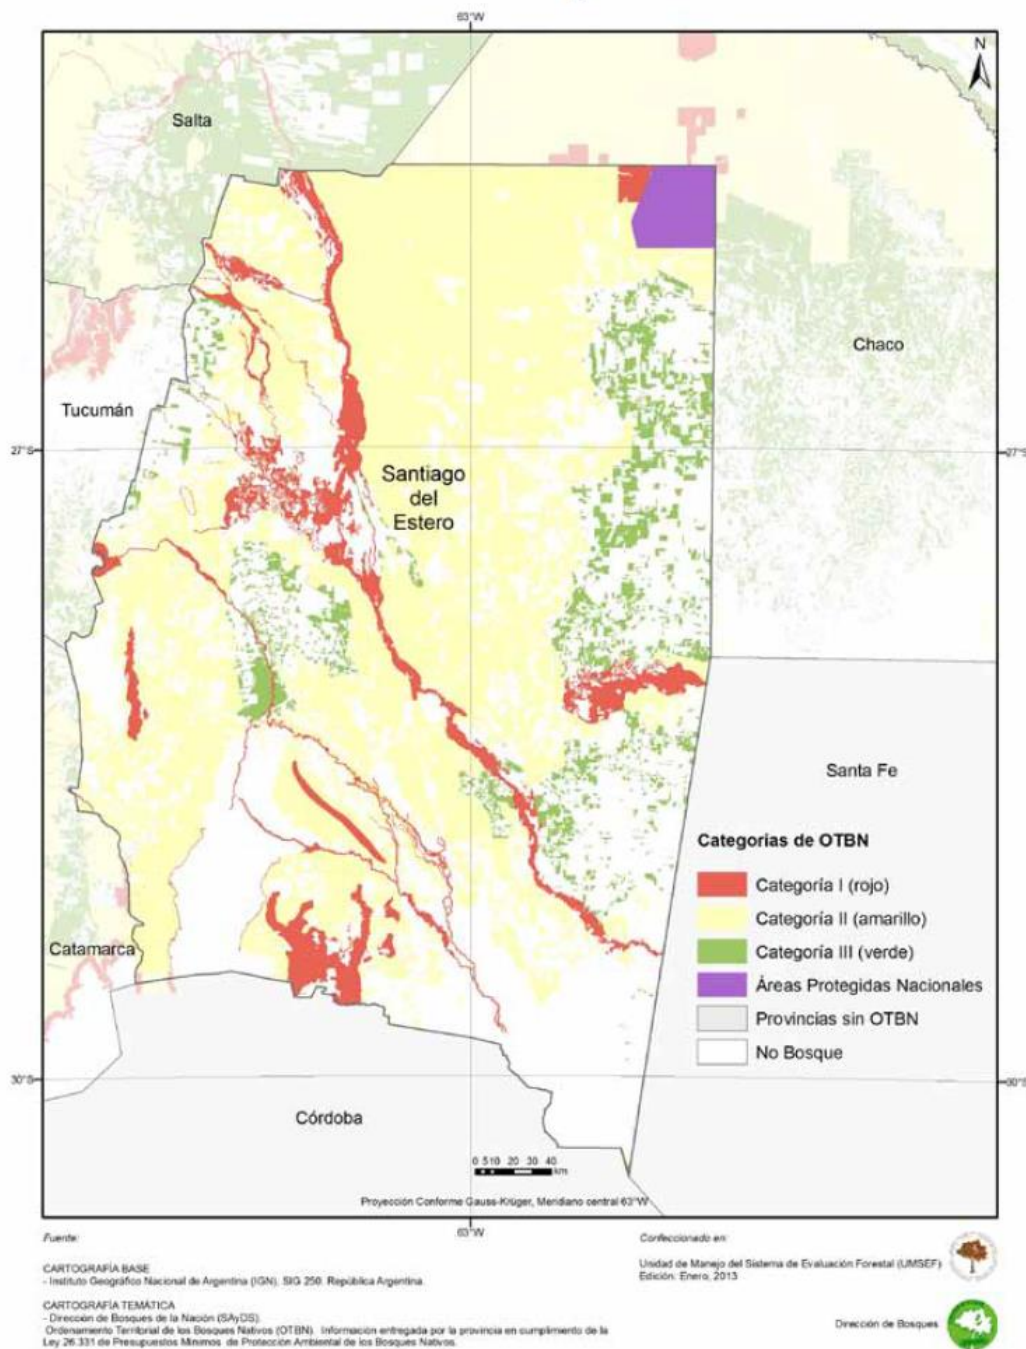 63°W
N
Salta
Chaco
Tucumán
27°S
27°S
Santiago
del
Estero
Santa Fe
Categorías de OTBN
Categoría I (rojo)
Categoría II (amarillo)
Categoría III (verde)
Áreas Protegidas Nacionales
Provincias sin OTBN
No Bosque
Catamarca
30°S
30°S
Córdoba
0 5 10 20 30 40
km
Proyección Conforme Gauss-Krüger, Meridiano central 63°W
63°W
Fuente:
CARTOGRAFÍA BASE
- Instituto Geográfico Nacional de Argentina (IGN). SIG 250. República Argentina.
CARTOGRAFÍA TEMÁTICA
- Dirección de Bosques de la Nación (SAyDS).
Ordenamiento Territorial de los Bosques Nativos (OTBN). Información entregada por la provincia en cumplimiento de la
Ley 26.331 de Presupuestos Mínimos de Protección Ambiental de los Bosques Nativos.
Confeccionado en:
Unidad de Manejo del Sistema de Evaluación Forestal (UMSEF)
Edición: Enero, 2013
Dirección de Bosques